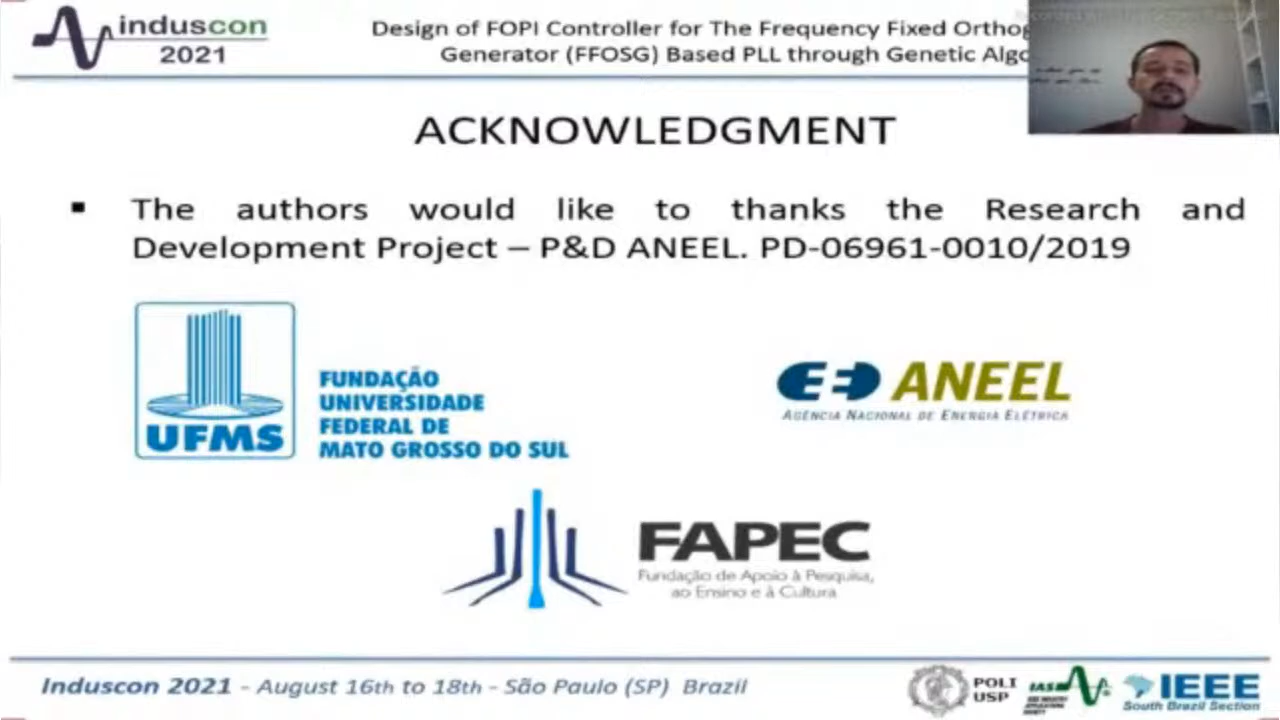 induscon
2021
Design of FOPI Controller for The Frequency Fixed
Generator (FFOSG) Based PLL through Genetic
ACKNOWLEDGMENT
▪ The authors would like to thanks the Research and
Development Project – P&D ANEEL. PD-06961-0010/2019
UFMS
FUNDAÇÃO
UNIVERSIDADE
FEDERAL DE
MATO GROSSO DO SUL
ANEEL
AGÊNCIA NACIONAL DE ENERGIA ELÉTRICA
FAPEC
Fundação de Apoio à Pesquisa,
ao Ensino e à Cultura
Induscon 2021 - August 16th to 18th - São Paulo (SP) Brazil
POLI
USP
IAS
IEEE
South Brazil Section